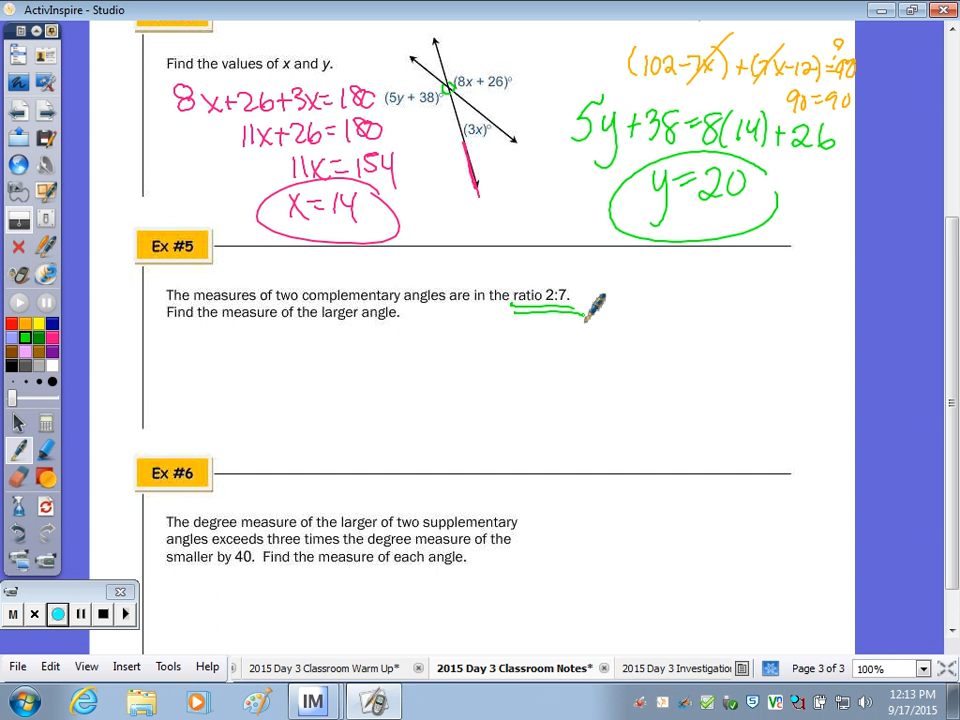 ActivInspire - Studio
Find the values of x and y.
8x+26+3x=180
11x+26=180
11x=154
x=14
(8x + 26)°
(5y + 38)°
(3x)°
(102-7x)+(7x-12)=90
90=90
5y+38=8(14)+26
y=20
Ex #5
The measures of two complementary angles are in the ratio 2:7.
Find the measure of the larger angle.
Ex #6
The degree measure of the larger of two supplementary
angles exceeds three times the degree measure of the
smaller by 40. Find the measure of each angle.
M
File Edit View Insert Tools Help
2015 Day 3 Classroom Warm Up*
2015 Day 3 Classroom Notes*
2015 Day 3 Investigation
Page 3 of 3
100%
IM
12:13 PM
9/17/2015